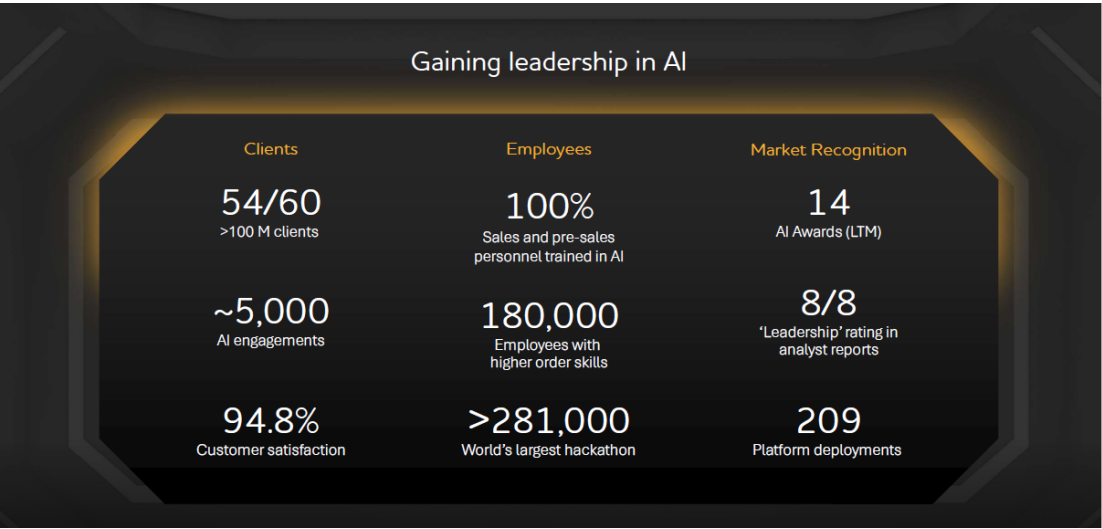 Gaining leadership in AI
Clients
54/60
>100 M clients
~5,000
AI engagements
94.8%
Customer satisfaction
Employees
100%
Sales and pre-sales
personnel trained in AI
180,000
Employees with
higher order skills
>281,000
World's largest hackathon
Market Recognition
14
AI Awards (LTM)
8/8
‘Leadership’ rating in
analyst reports
209
Platform deployments